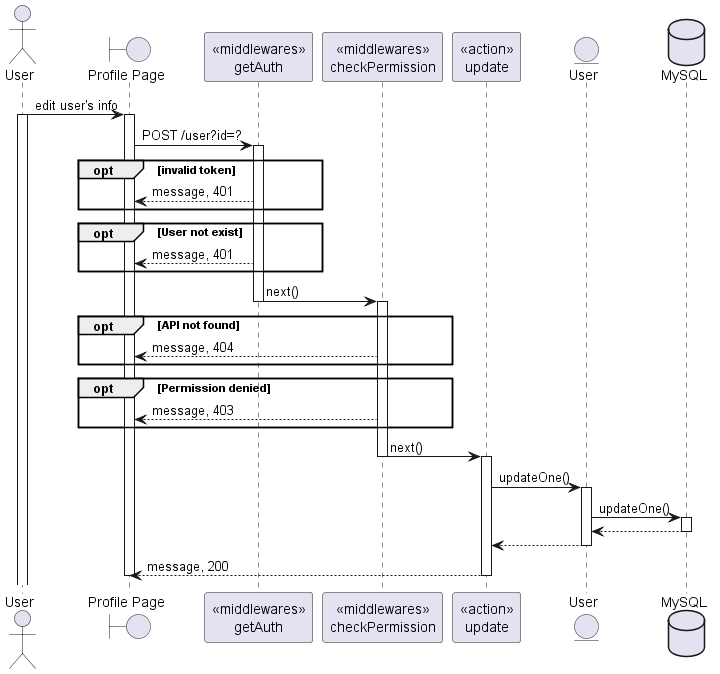 «middlewares» «middlewares» «action»
User Profile Page getAuth checkPermission update User MySQL
edit user's info
POST /user?id=?
opt [invalid token]
message, 401
opt [User not exist]
message, 401
next()
opt [API not found]
message, 404
opt [Permission denied]
message, 403
next()
updateOne()
updateOne()
message, 200
User Profile Page «middlewares» «middlewares» «action» User MySQL
getAuth checkPermission update